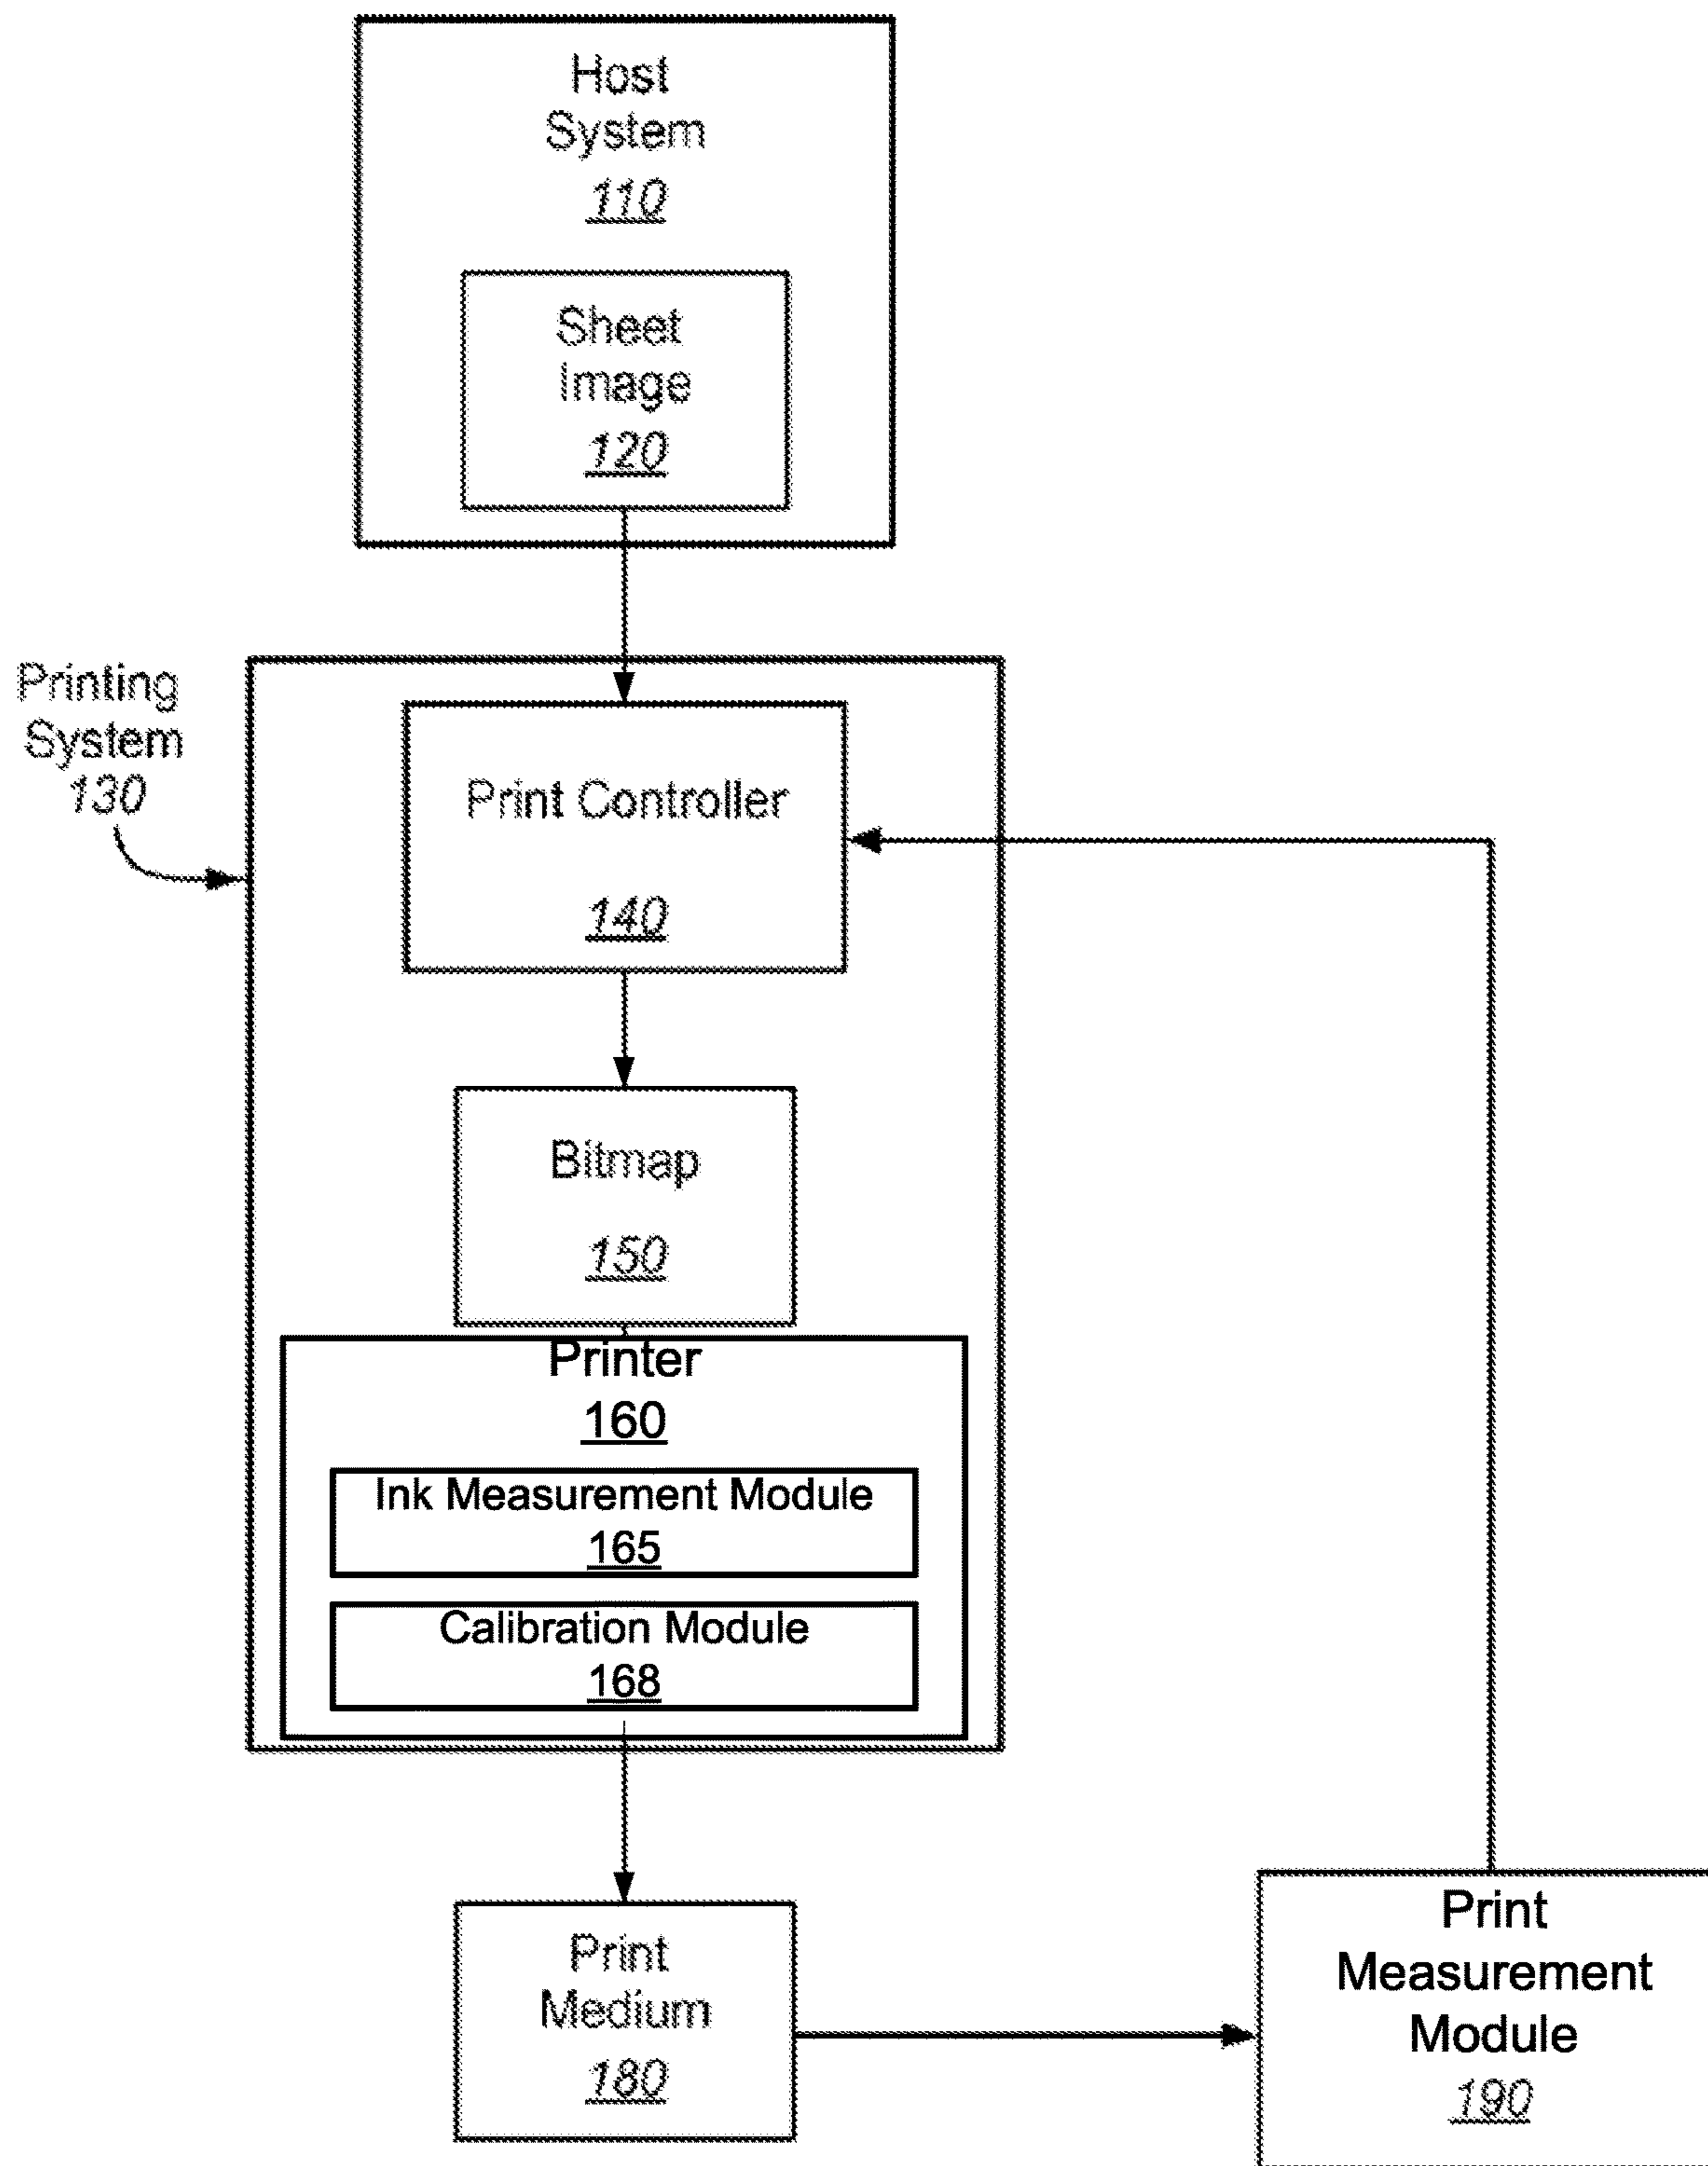 Host
System
110
Sheet
Image
120
Printing
System
130
Print Controller
140
Bitmap
150
Printer
160
Ink Measurement Module
165
Calibration Module
168
Print
Medium
180
Print
Measurement
Module
190